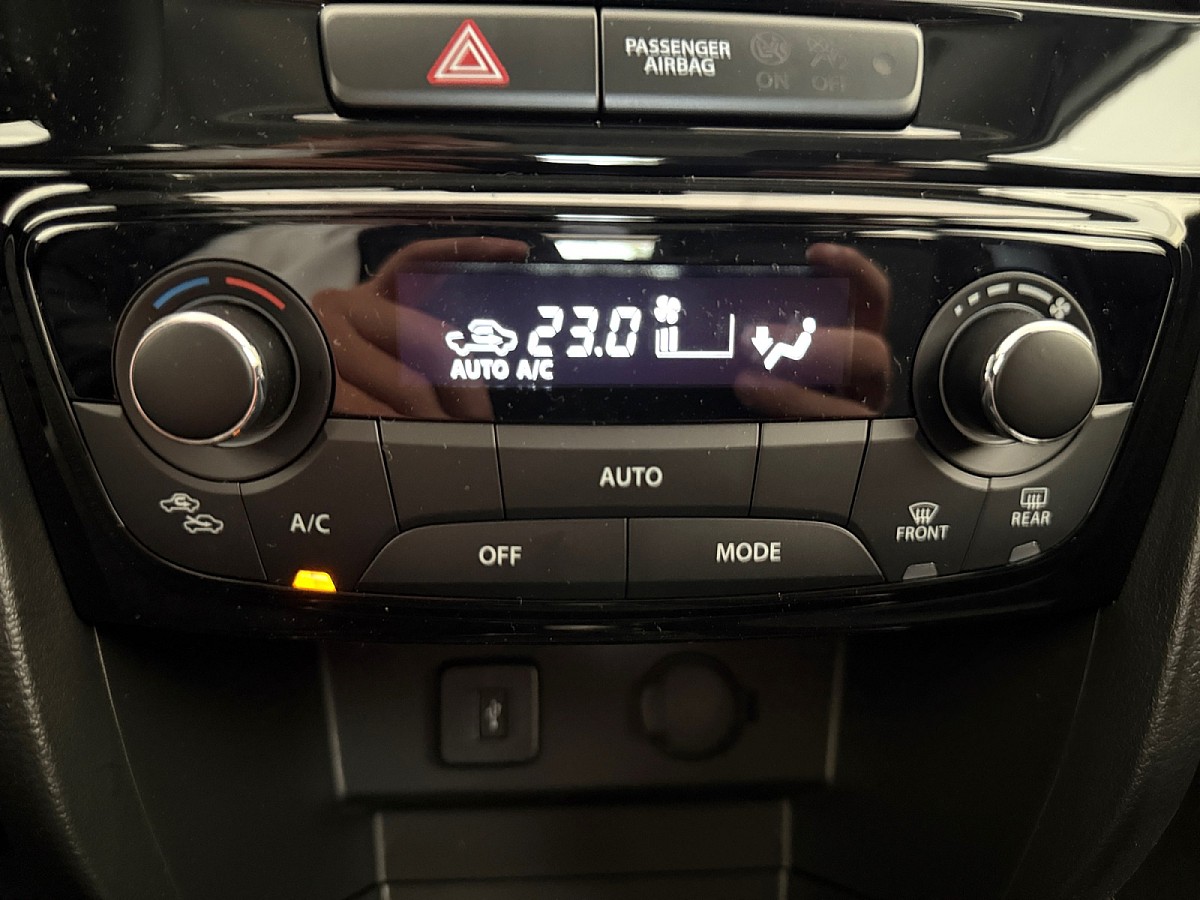 PASSENGER
AIRBAG
ON OFF
23.0
AUTO A/C
AUTO
A/C
OFF
MODE
FRONT
REAR